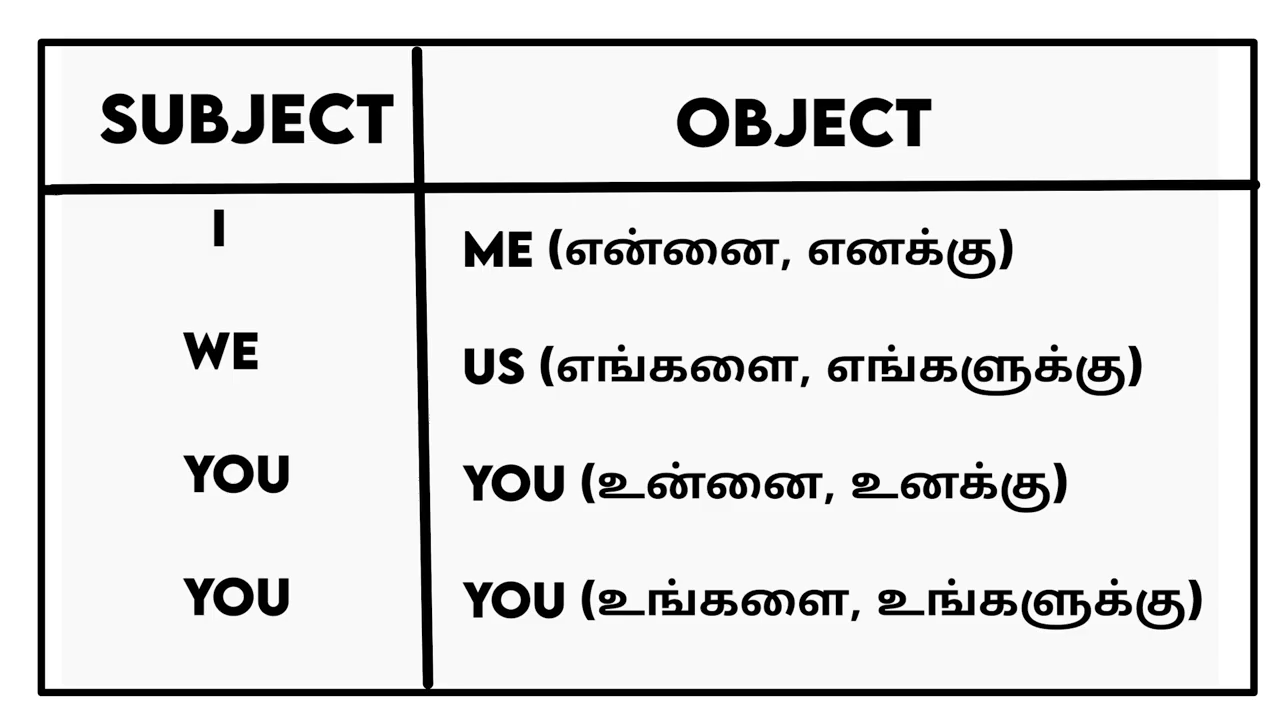 SUBJECT OBJECT
I ME (என்னை, எனக்கு)
WE US (எங்களை, எங்களுக்கு)
YOU YOU (உன்னை, உனக்கு)
YOU YOU (உங்களை, உங்களுக்கு)